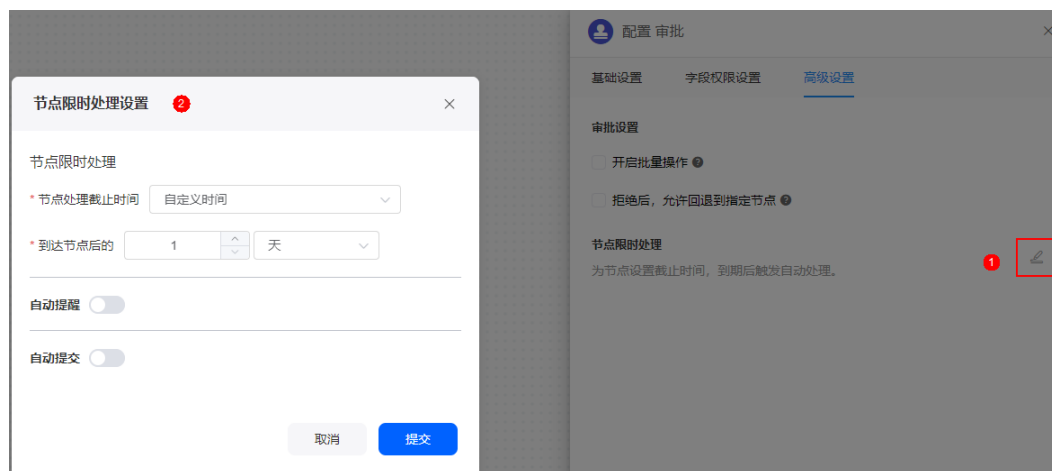 配置 审批
基础设置 字段权限设置 高级设置
审批设置
开启批量操作
拒绝后，允许回退到指定节点
节点限时处理
为节点设置截止时间，到期后触发自动处理。
1
节点限时处理设置 2
节点限时处理
* 节点处理截止时间 自定义时间
* 到达节点后的 1 天
自动提醒
自动提交
取消 提交